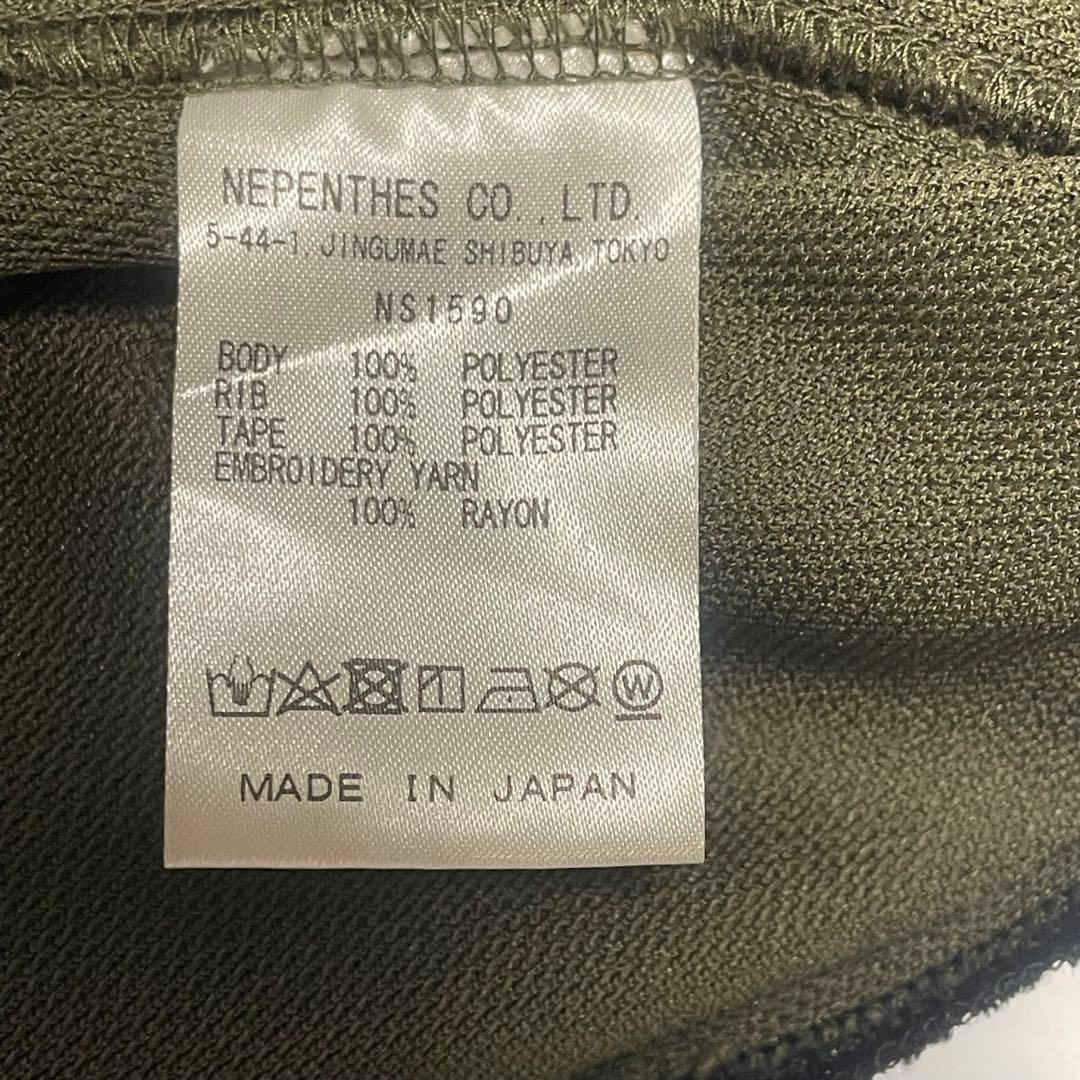 NEPENTHES CO.,LTD.
5-44-1,JINGUMAE SHIBUYA TOKYO
NS1590
BODY 100% POLYESTER
RIB 100% POLYESTER
TAPE 100% POLYESTER
EMBROIDERY YARN
100% RAYON
W
MADE IN JAPAN